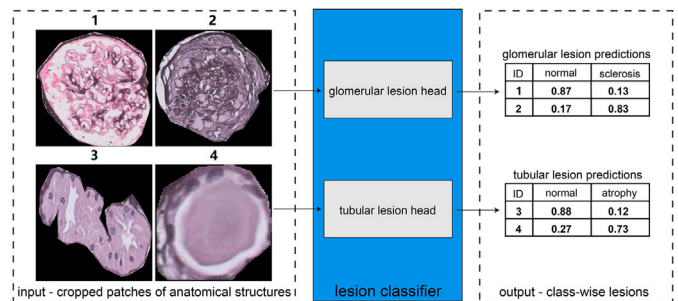 1 2
glomerular lesion predictions
ID normal sclerosis
1 0.87 0.13
2 0.17 0.83
glomerular lesion head
3 4
tubular lesion predictions
ID normal atrophy
3 0.88 0.12
4 0.27 0.73
tubular lesion head
input - cropped patches of anatomical structures
lesion classifier
output - class-wise lesions